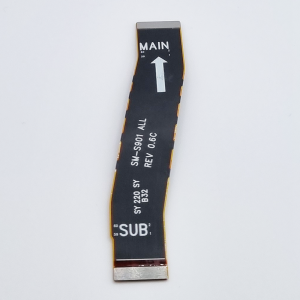 MAIN
SM-S901 ALL
REV 0.6C
SY 220 SY
B32
SUB